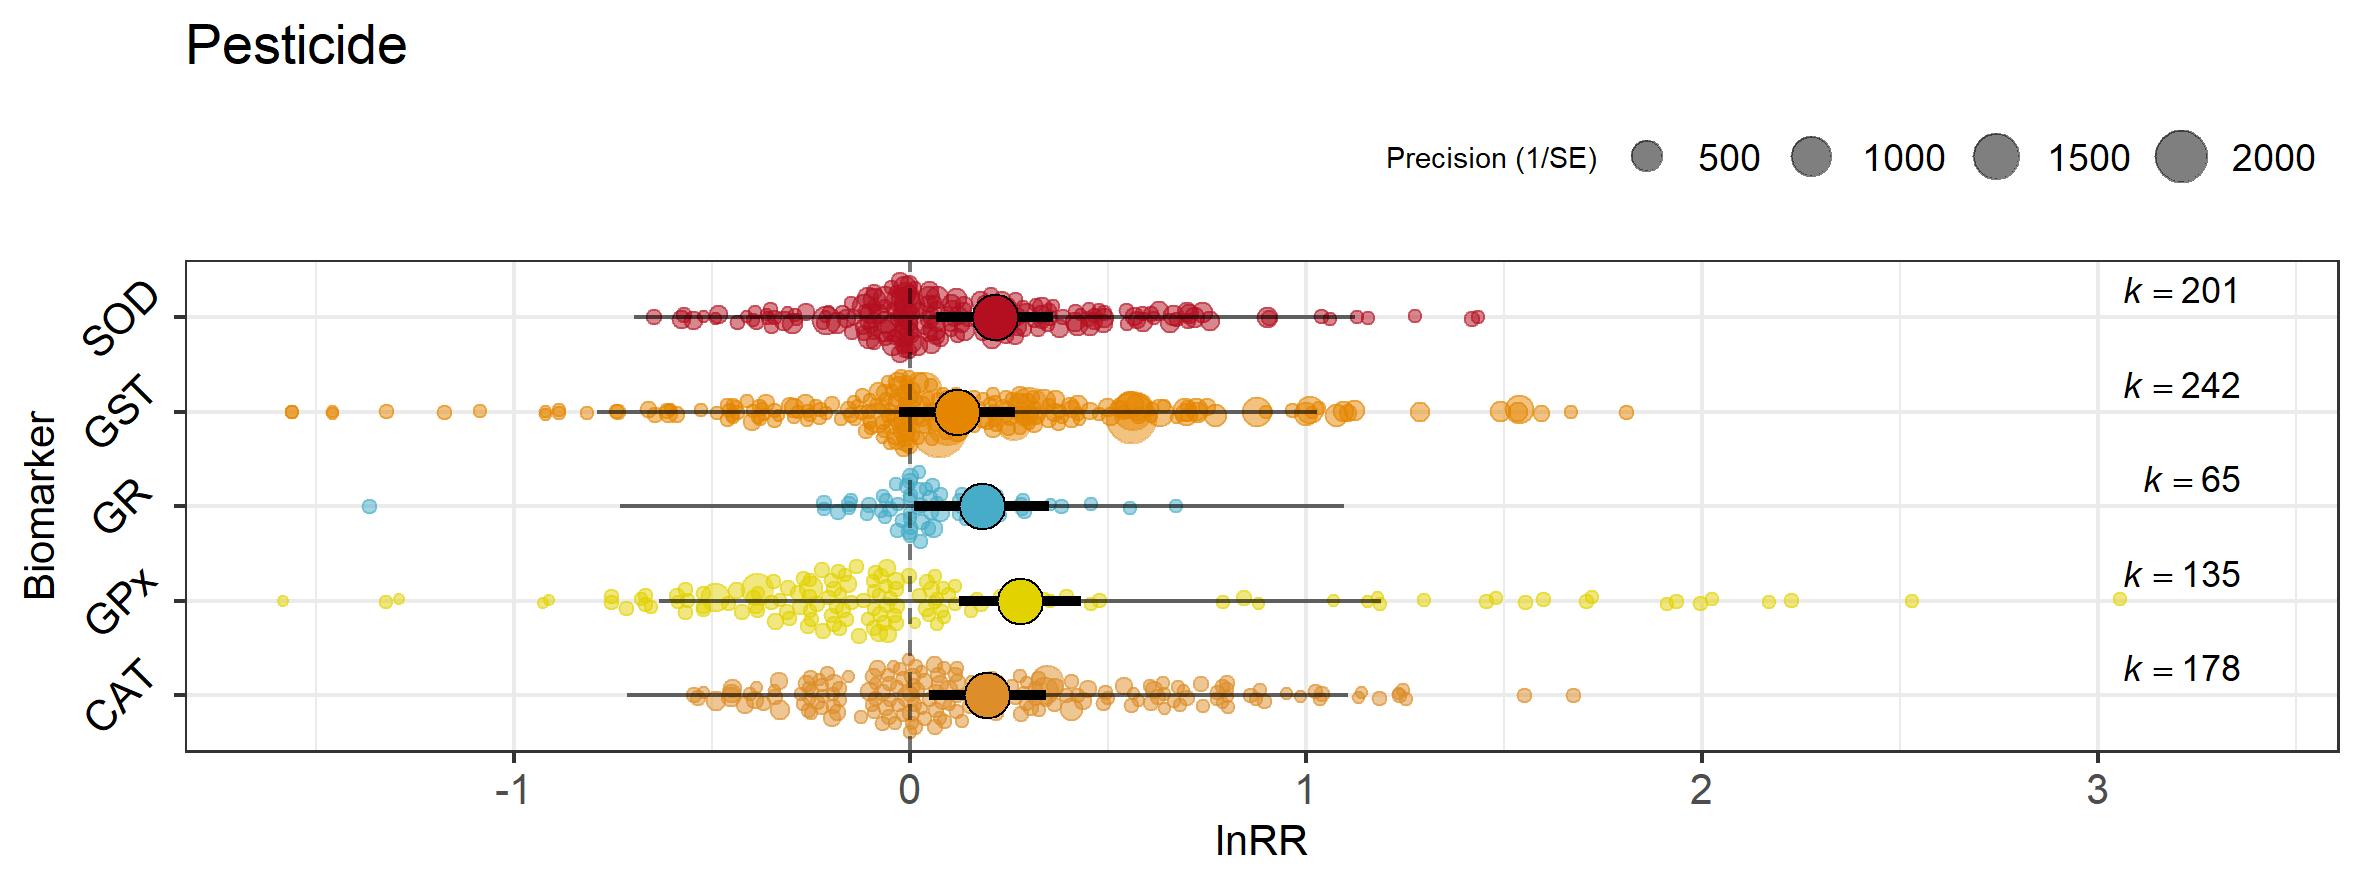 Pesticide
Precision (1/SE) 500 1000 1500 2000
Biomarker
SOD
k = 201
GST
k = 242
GR
k = 65
GPx
k = 135
CAT
k = 178
-1 0 1 2 3
lnRR